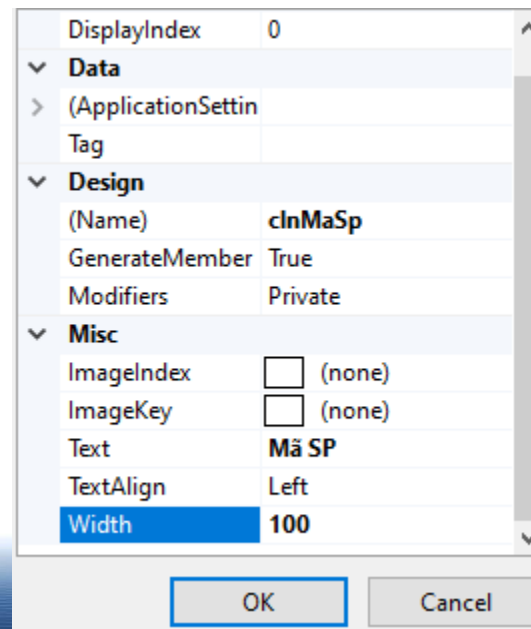 DisplayIndex 0
Data
(ApplicationSettin
Tag
Design
(Name) clnMaSp
GenerateMember True
Modifiers Private
Misc
ImageIndex (none)
ImageKey (none)
Text Mã SP
TextAlign Left
Width 100
OK Cancel